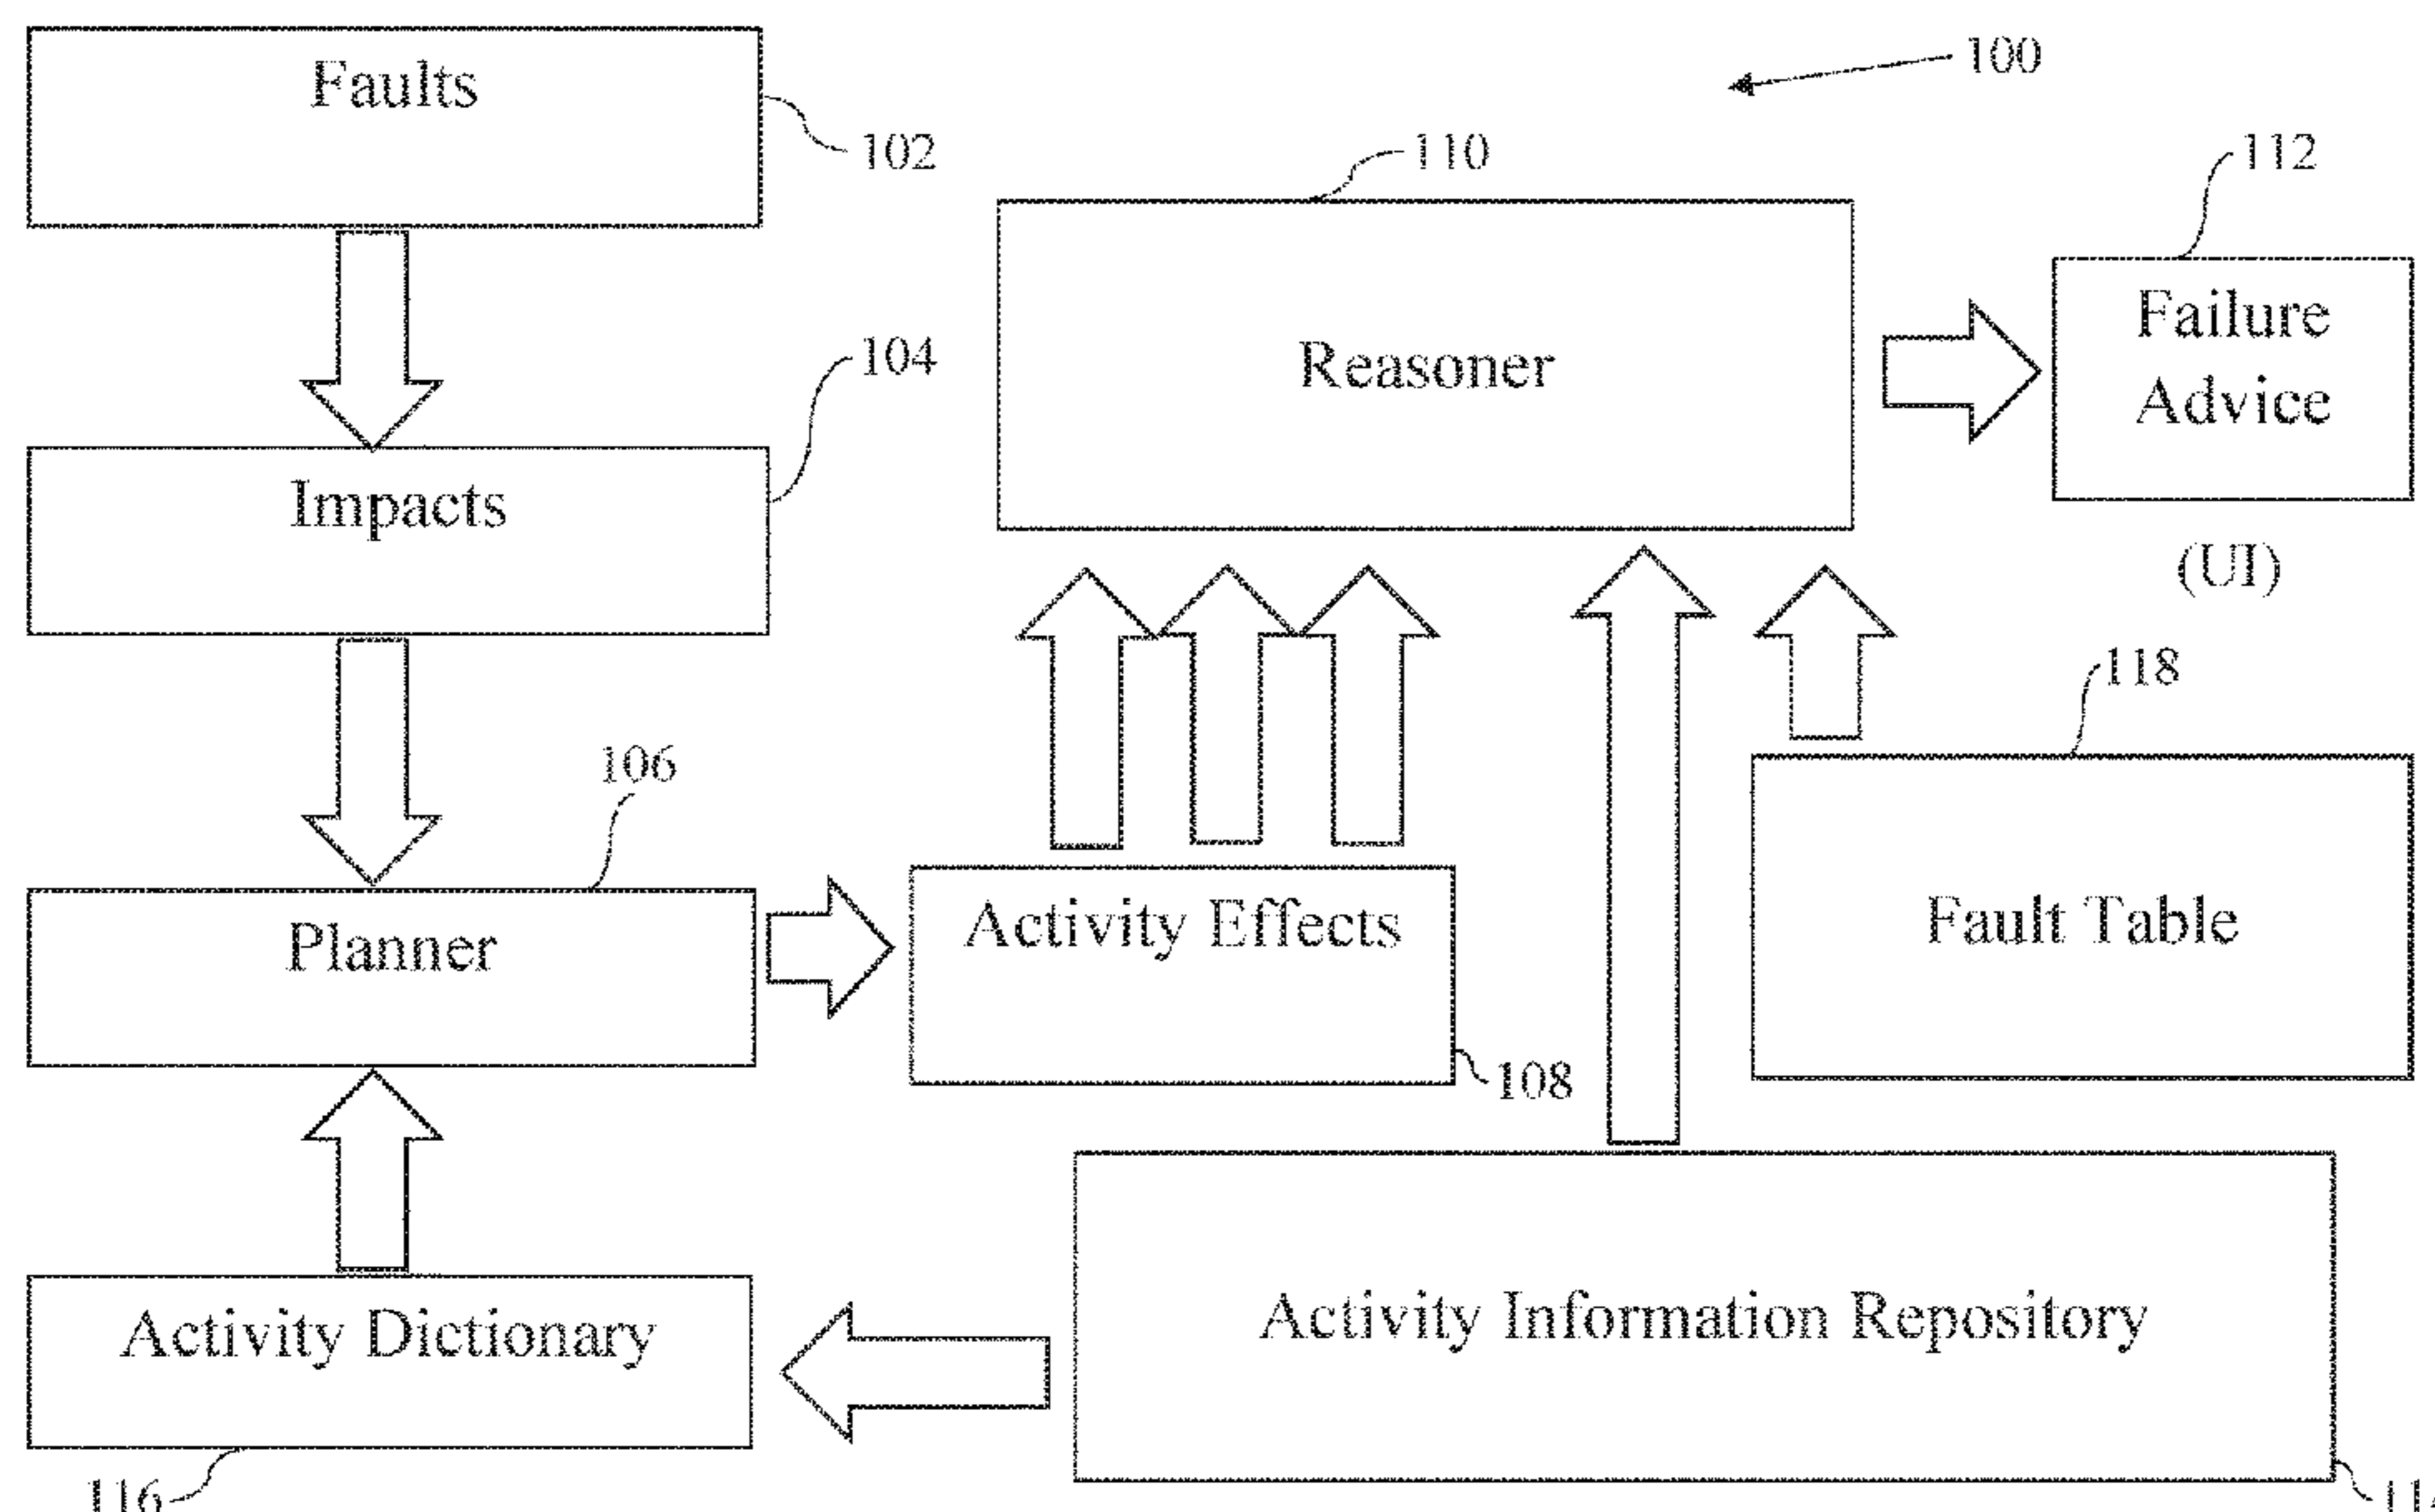 Faults
100
102
110
112
Failure
Advice
Reasoner
104
Impacts
(UI)
118
106
Activity Effects
Fault Table
Planner
108
Activity Information Repository
Activity Dictionary
116